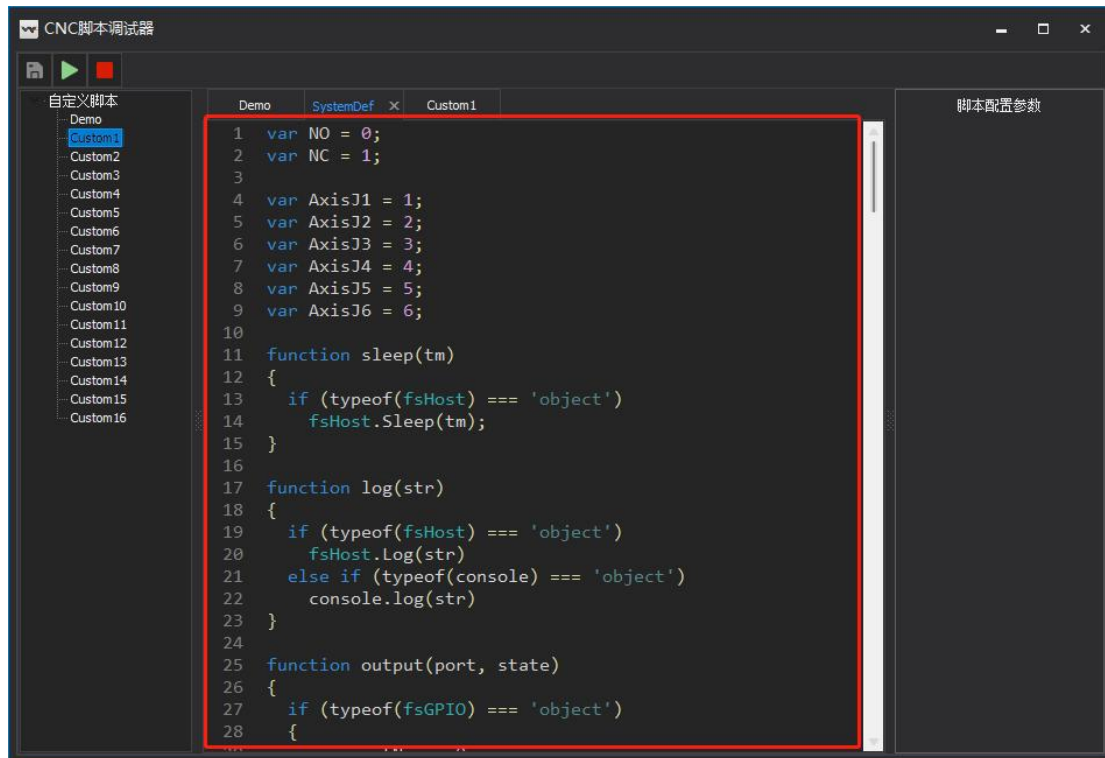 CNC脚本调试器
自定义脚本
Demo
Custom1
Custom2
Custom3
Custom4
Custom5
Custom6
Custom7
Custom8
Custom9
Custom10
Custom11
Custom12
Custom13
Custom14
Custom15
Custom16
Demo SystemDef × Custom1
1 var NO = 0;
2 var NC = 1;
3
4 var AxisJ1 = 1;
5 var AxisJ2 = 2;
6 var AxisJ3 = 3;
7 var AxisJ4 = 4;
8 var AxisJ5 = 5;
9 var AxisJ6 = 6;
10
11 function sleep(tm)
12 {
13 if (typeof(fsHost) === 'object')
14 fsHost.Sleep(tm);
15 }
16
17 function log(str)
18 {
19 if (typeof(fsHost) === 'object')
20 fsHost.Log(str)
21 else if (typeof(console) === 'object')
22 console.log(str)
23 }
24
25 function output(port, state)
26 {
27 if (typeof(fsGPIO) === 'object')
28 {
脚本配置参数